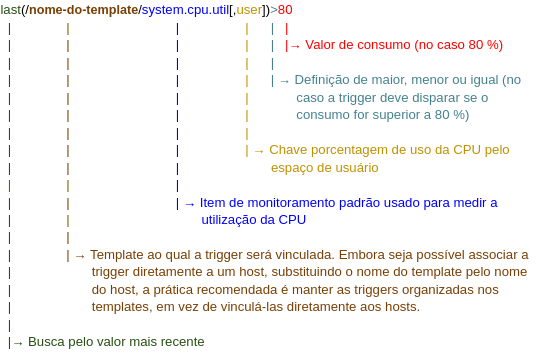 last(/nome-do-template/system.cpu.util[,user])>80
→ Valor de consumo (no caso 80 %)
→ Definição de maior, menor ou igual (no
caso a trigger deve disparar se o
consumo for superior a 80 %)
→ Chave porcentagem de uso da CPU pelo
espaço de usuário
→ Item de monitoramento padrão usado para medir a
utilização da CPU
→ Template ao qual a trigger será vinculada. Embora seja possível associar a
trigger diretamente a um host, substituindo o nome do template pelo nome
do host, a prática recomendada é manter as triggers organizadas nos
templates, em vez de vinculá-las diretamente aos hosts.
→ Busca pelo valor mais recente